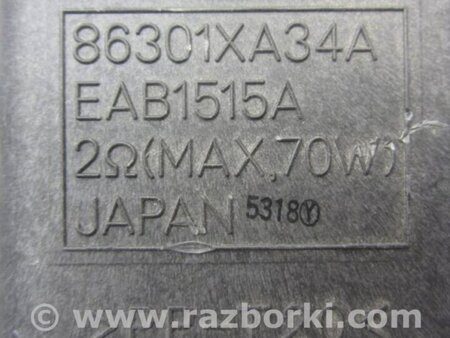 86301XA34A
EAB1515A
2Ω(MAX,70W)
JAPAN 5318Ⓨ
© www.razborki.com